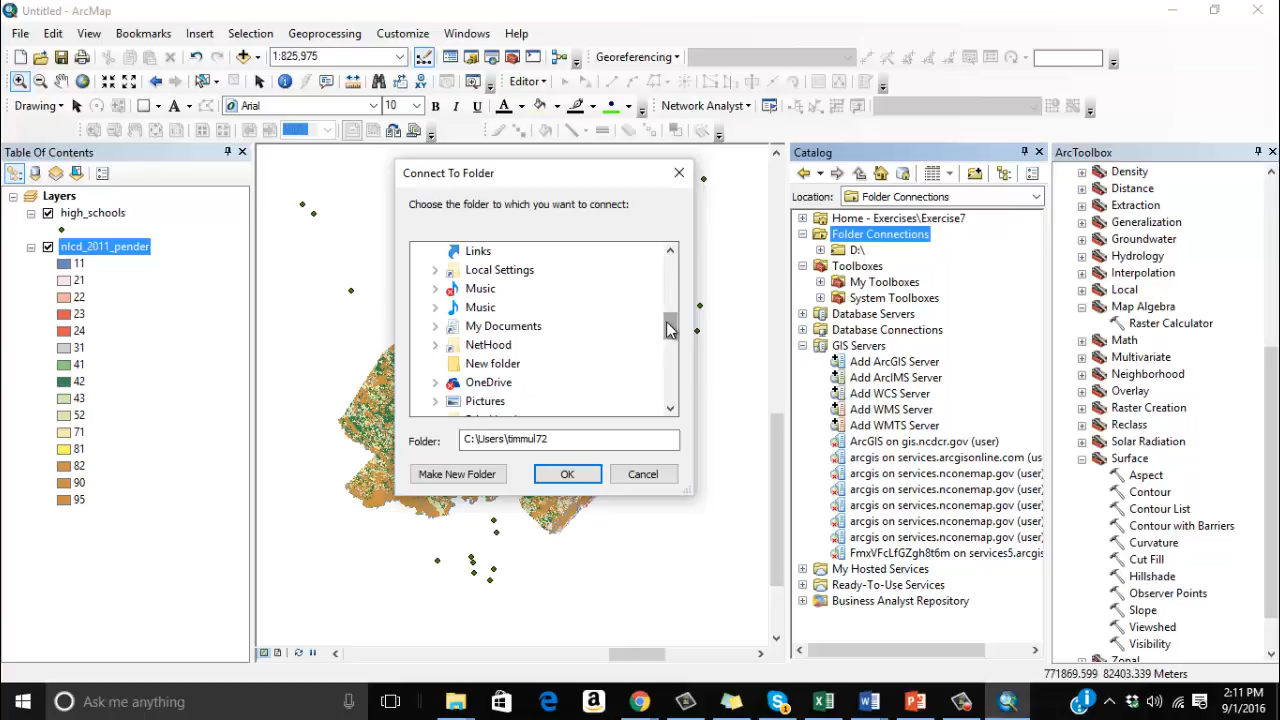 Untitled - ArcMap
File Edit View Bookmarks Insert Selection Geoprocessing Customize Windows Help
1:825,975 Georeferencing
Editor
Drawing A Arial 10 B I U A Network Analyst
Table Of Contents
Layers
high_schools
nlcd_2011_pender
11
21
22
23
24
31
41
42
43
52
71
81
82
90
95
Connect To Folder
Choose the folder to which you want to connect:
Links
Local Settings
Music
Music
My Documents
NetHood
New folder
OneDrive
Pictures
Folder: C:\Users\timmul72
Make New Folder OK Cancel
Catalog
Location: Folder Connections
Home - Exercises\Exercise7
Folder Connections
D:\
Toolboxes
My Toolboxes
System Toolboxes
Database Servers
Database Connections
GIS Servers
Add ArcGIS Server
Add ArcIMS Server
Add WCS Server
Add WMS Server
Add WMTS Server
ArcGIS on gis.ncdcr.gov (user)
arcgis on services.arcgisonline.com (us
arcgis on services.nconemap.gov (user)
arcgis on services.nconemap.gov (user)
arcgis on services.nconemap.gov (user)
arcgis on services.nconemap.gov (user)
arcgis on services.nconemap.gov (user)
FmxVFcLfGZgh8t6m on services5.arcgis
My Hosted Services
Ready-To-Use Services
Business Analyst Repository
ArcToolbox
Density
Distance
Extraction
Generalization
Groundwater
Hydrology
Interpolation
Local
Map Algebra
Raster Calculator
Math
Multivariate
Neighborhood
Overlay
Raster Creation
Reclass
Solar Radiation
Surface
Aspect
Contour
Contour List
Contour with Barriers
Curvature
Cut Fill
Hillshade
Observer Points
Slope
Viewshed
Visibility
Zonal
771869.599 82403.339 Meters
Ask me anything
2:11 PM
9/1/2016